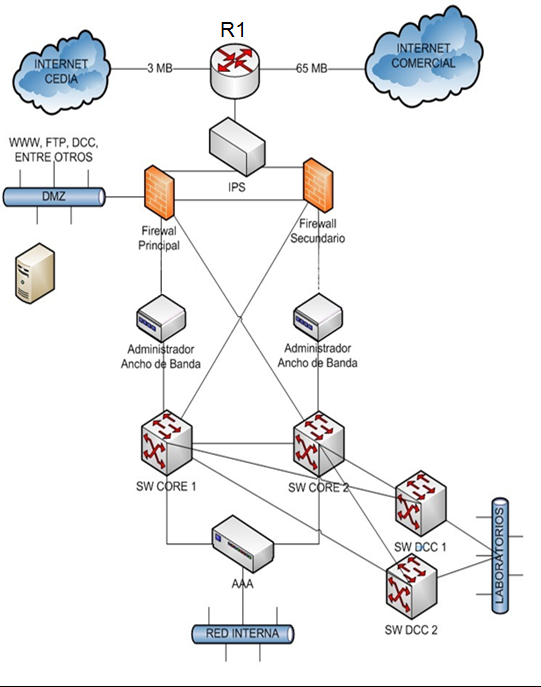 R1
INTERNET
CEDIA
3 MB
65 MB
INTERNET
COMERCIAL
WWW, FTP, DCC,
ENTRE OTROS
DMZ
IPS
Firewal
Principal
Firewall
Secundario
Administrador
Ancho de Banda
Administrador
Ancho de Banda
SW CORE 1
SW CORE 2
SW DCC 1
LABORATORIOS
AAA
SW DCC 2
RED INTERNA